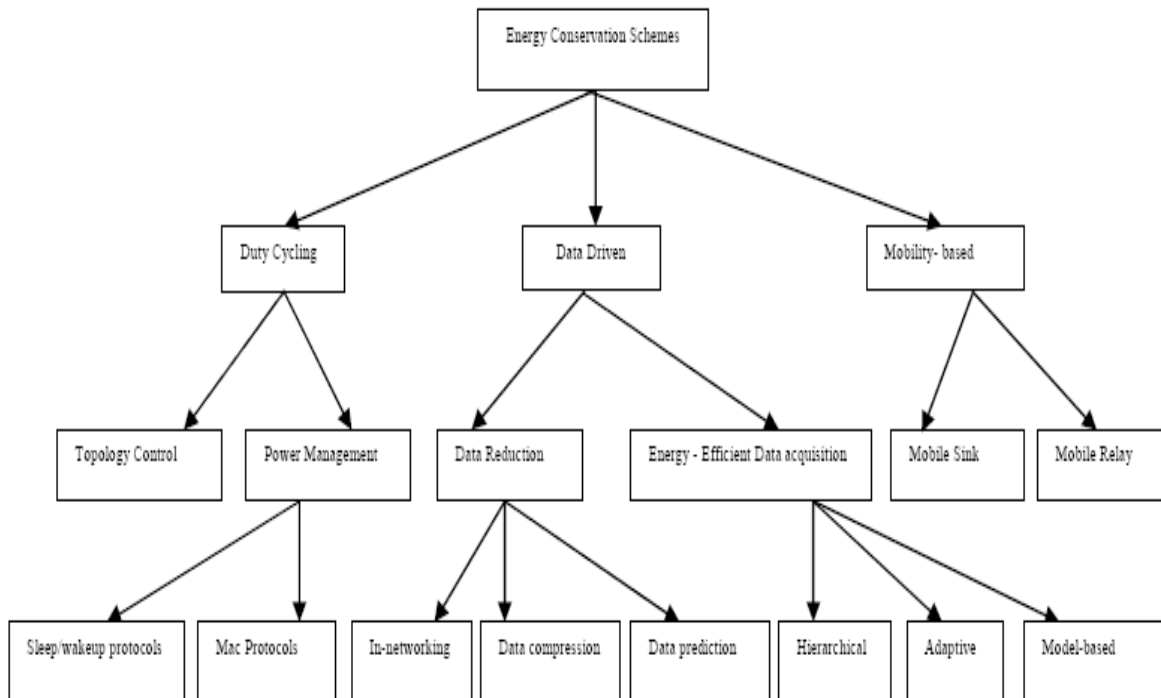 Energy Conservation Schemes
Duty Cycling
Data Driven
Mobility- based
Topology Control
Power Management
Data Reduction
Energy - Efficient Data acquisition
Mobile Sink
Mobile Relay
Sleep/wakeup protocols
Mac Protocols
In-networking
Data compression
Data prediction
Hierarchical
Adaptive
Model-based